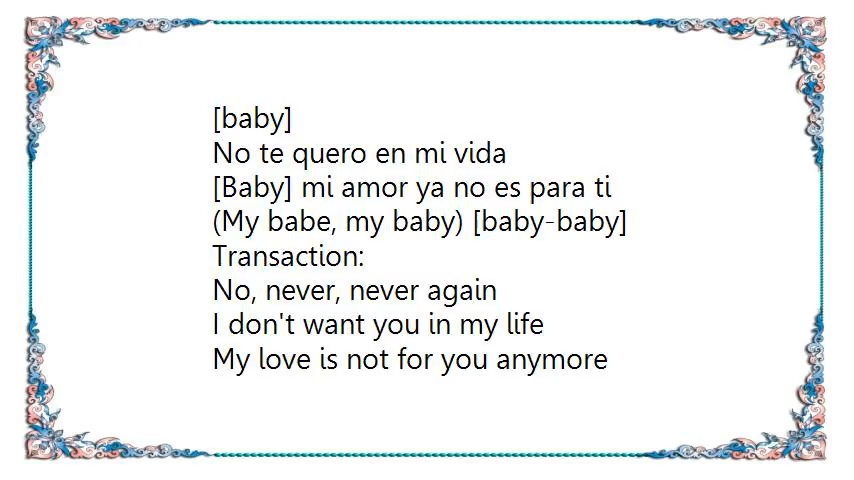 [baby]
No te quero en mi vida
[Baby] mi amor ya no es para ti
(My babe, my baby) [baby-baby]
Transaction:
No, never, never again
I don't want you in my life
My love is not for you anymore